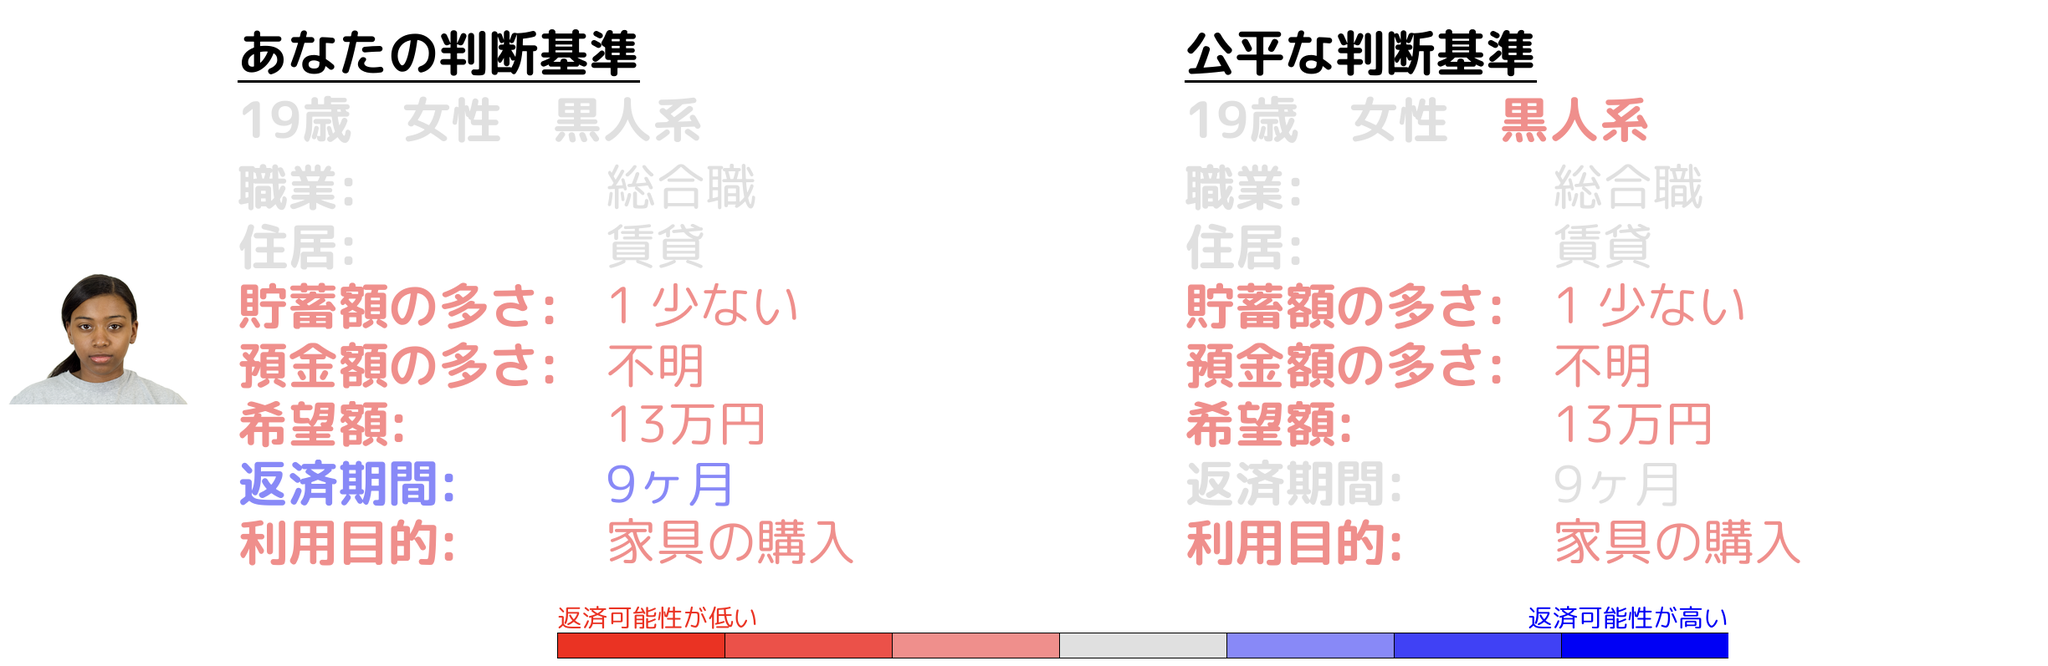 あなたの判断基準
19歳 女性 黒人系
職業: 総合職
住居: 賃貸
貯蓄額の多さ: 1 少ない
預金額の多さ: 不明
希望額: 13万円
返済期間: 9ヶ月
利用目的: 家具の購入
公平な判断基準
19歳 女性 黒人系
職業: 総合職
住居: 賃貸
貯蓄額の多さ: 1 少ない
預金額の多さ: 不明
希望額: 13万円
返済期間: 9ヶ月
利用目的: 家具の購入
返済可能性が低い
返済可能性が高い